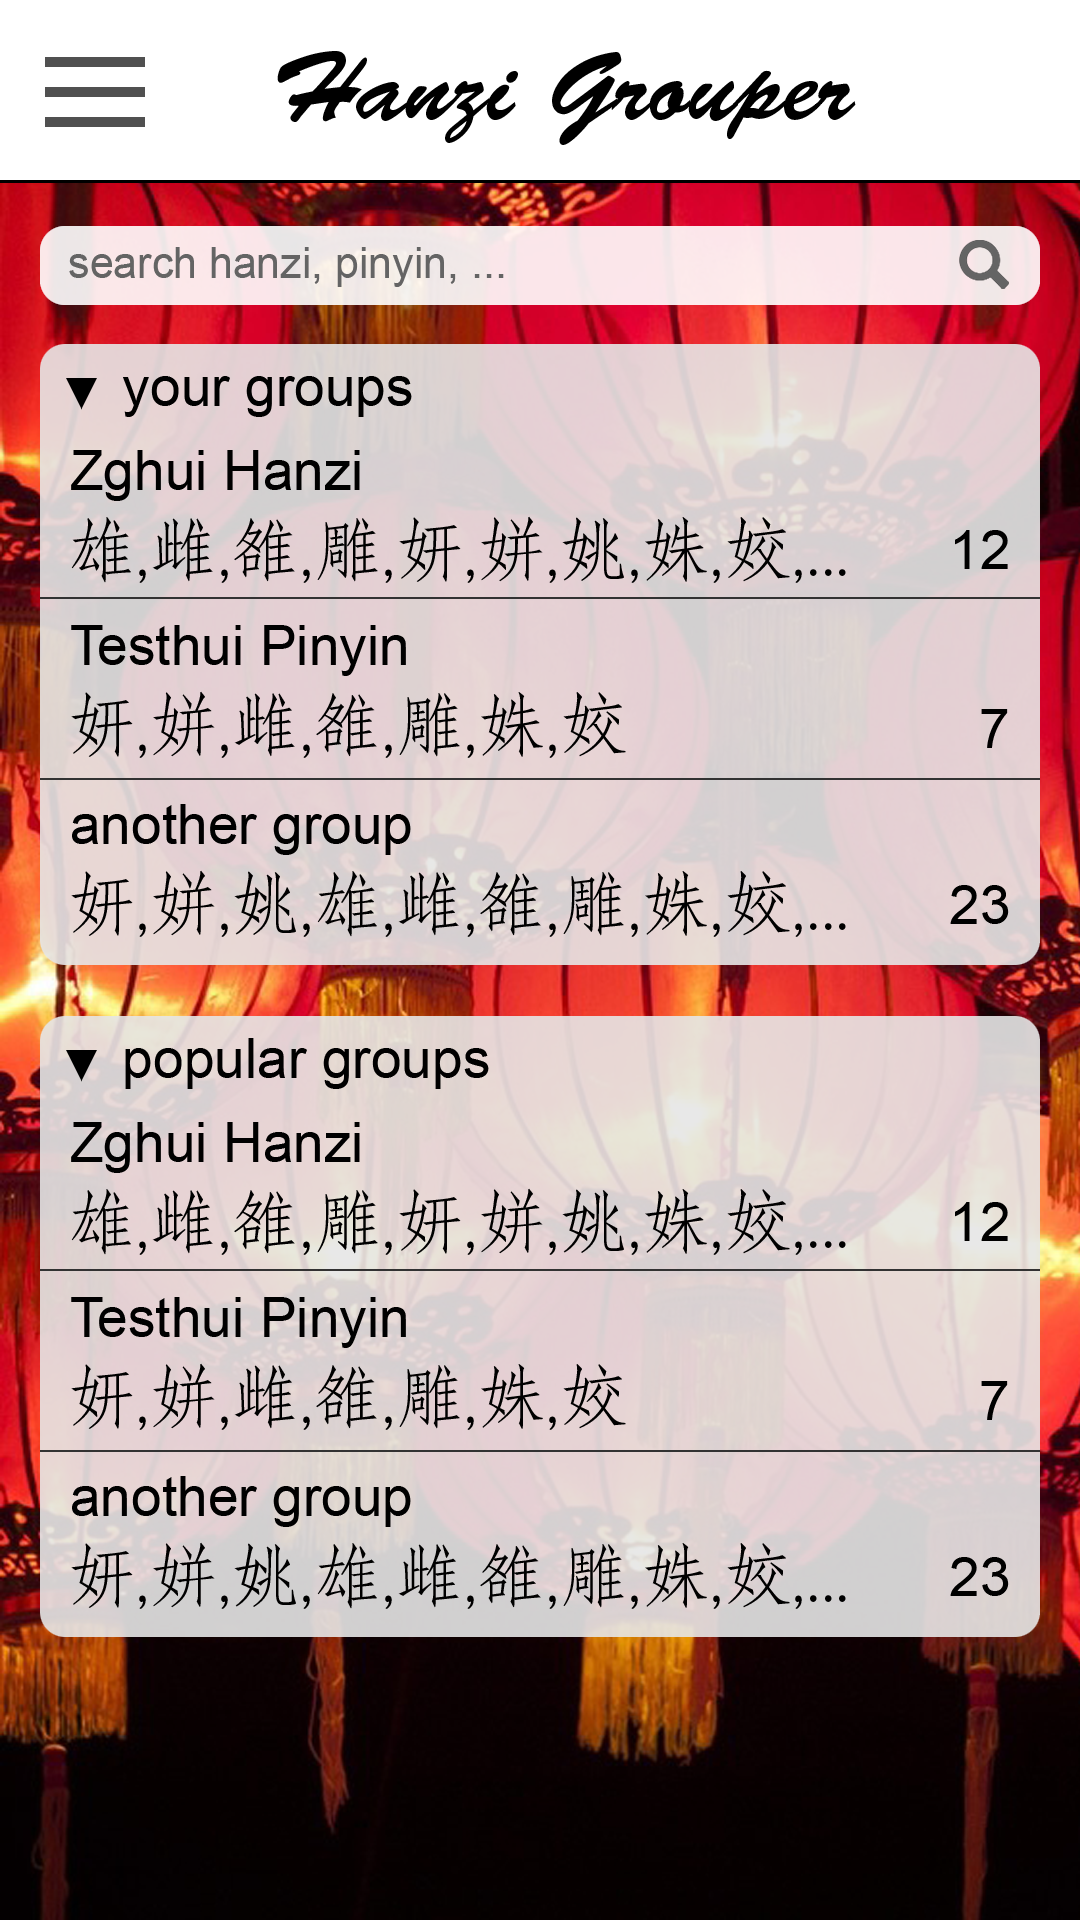 Hanzi Grouper
search hanzi, pinyin, ...
▼ your groups
Zghui Hanzi
雄,雌,雒,雕,妍,姘,姚,姝,姣,... 12
Testhui Pinyin
妍,姘,雌,雒,雕,姝,姣 7
another group
妍,姘,姚,雄,雌,雒,雕,姝,姣,... 23
▼ popular groups
Zghui Hanzi
雄,雌,雒,雕,妍,姘,姚,姝,姣,... 12
Testhui Pinyin
妍,姘,雌,雒,雕,姝,姣 7
another group
妍,姘,姚,雄,雌,雒,雕,姝,姣,... 23